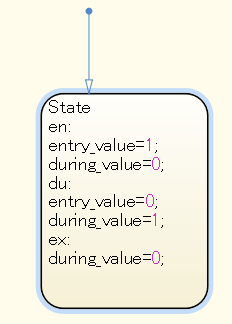 State
en:
entry_value=1;
during_value=0;
du:
entry_value=0;
during_value=1;
ex:
during_value=0;